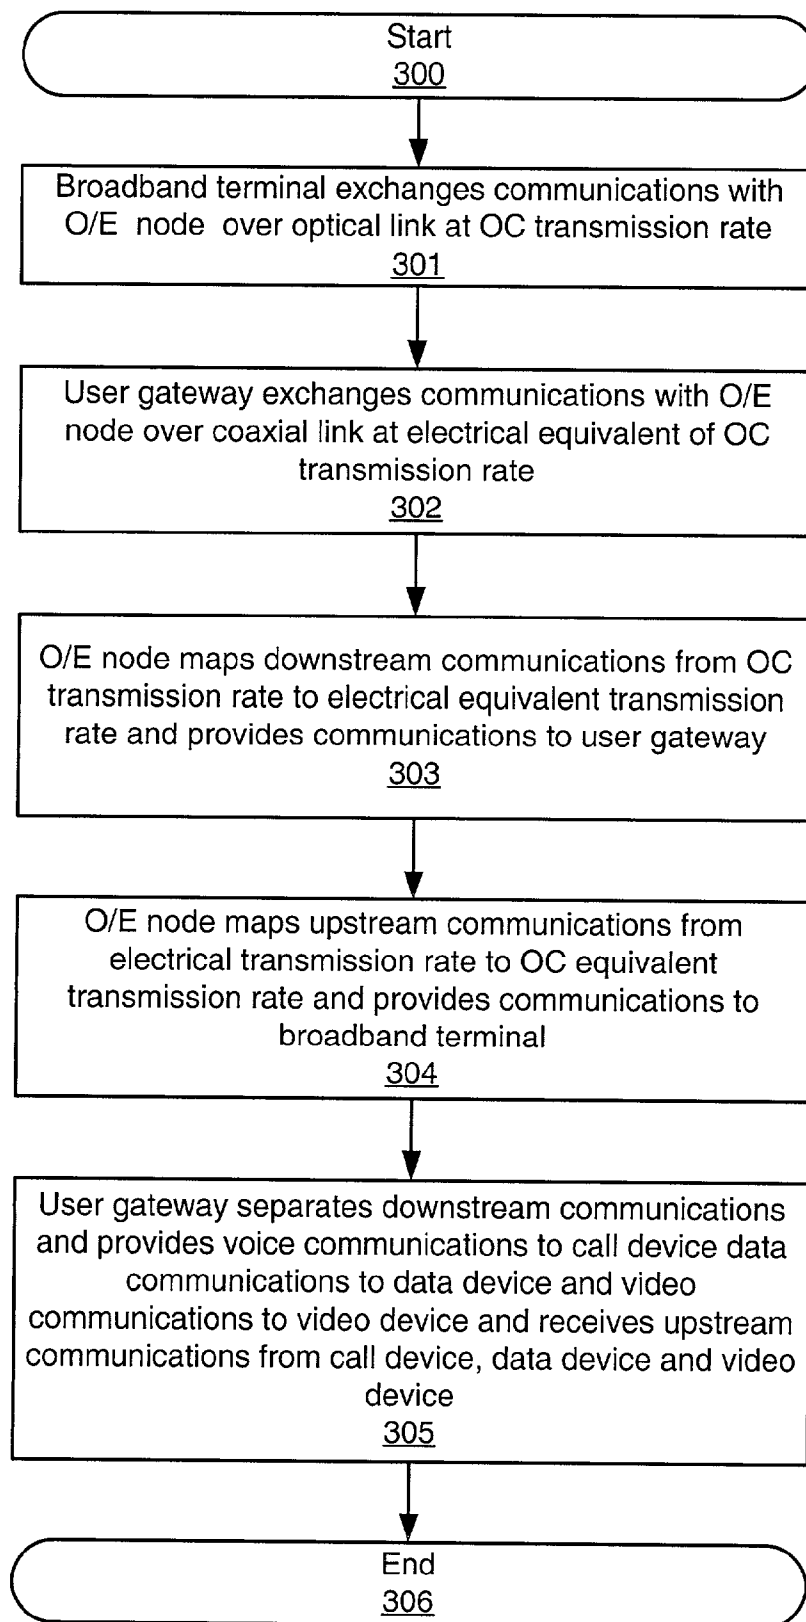 Start
300
Broadband terminal exchanges communications with
O/E node over optical link at OC transmission rate
301
User gateway exchanges communications with O/E
node over coaxial link at electrical equivalent of OC
transmission rate
302
O/E node maps downstream communications from OC
transmission rate to electrical equivalent transmission
rate and provides communications to user gateway
303
O/E node maps upstream communications from
electrical transmission rate to OC equivalent
transmission rate and provides communications to
broadband terminal
304
User gateway separates downstream communications
and provides voice communications to call device data
communications to data device and video
communications to video device and receives upstream
communications from call device, data device and video
device
305
End
306